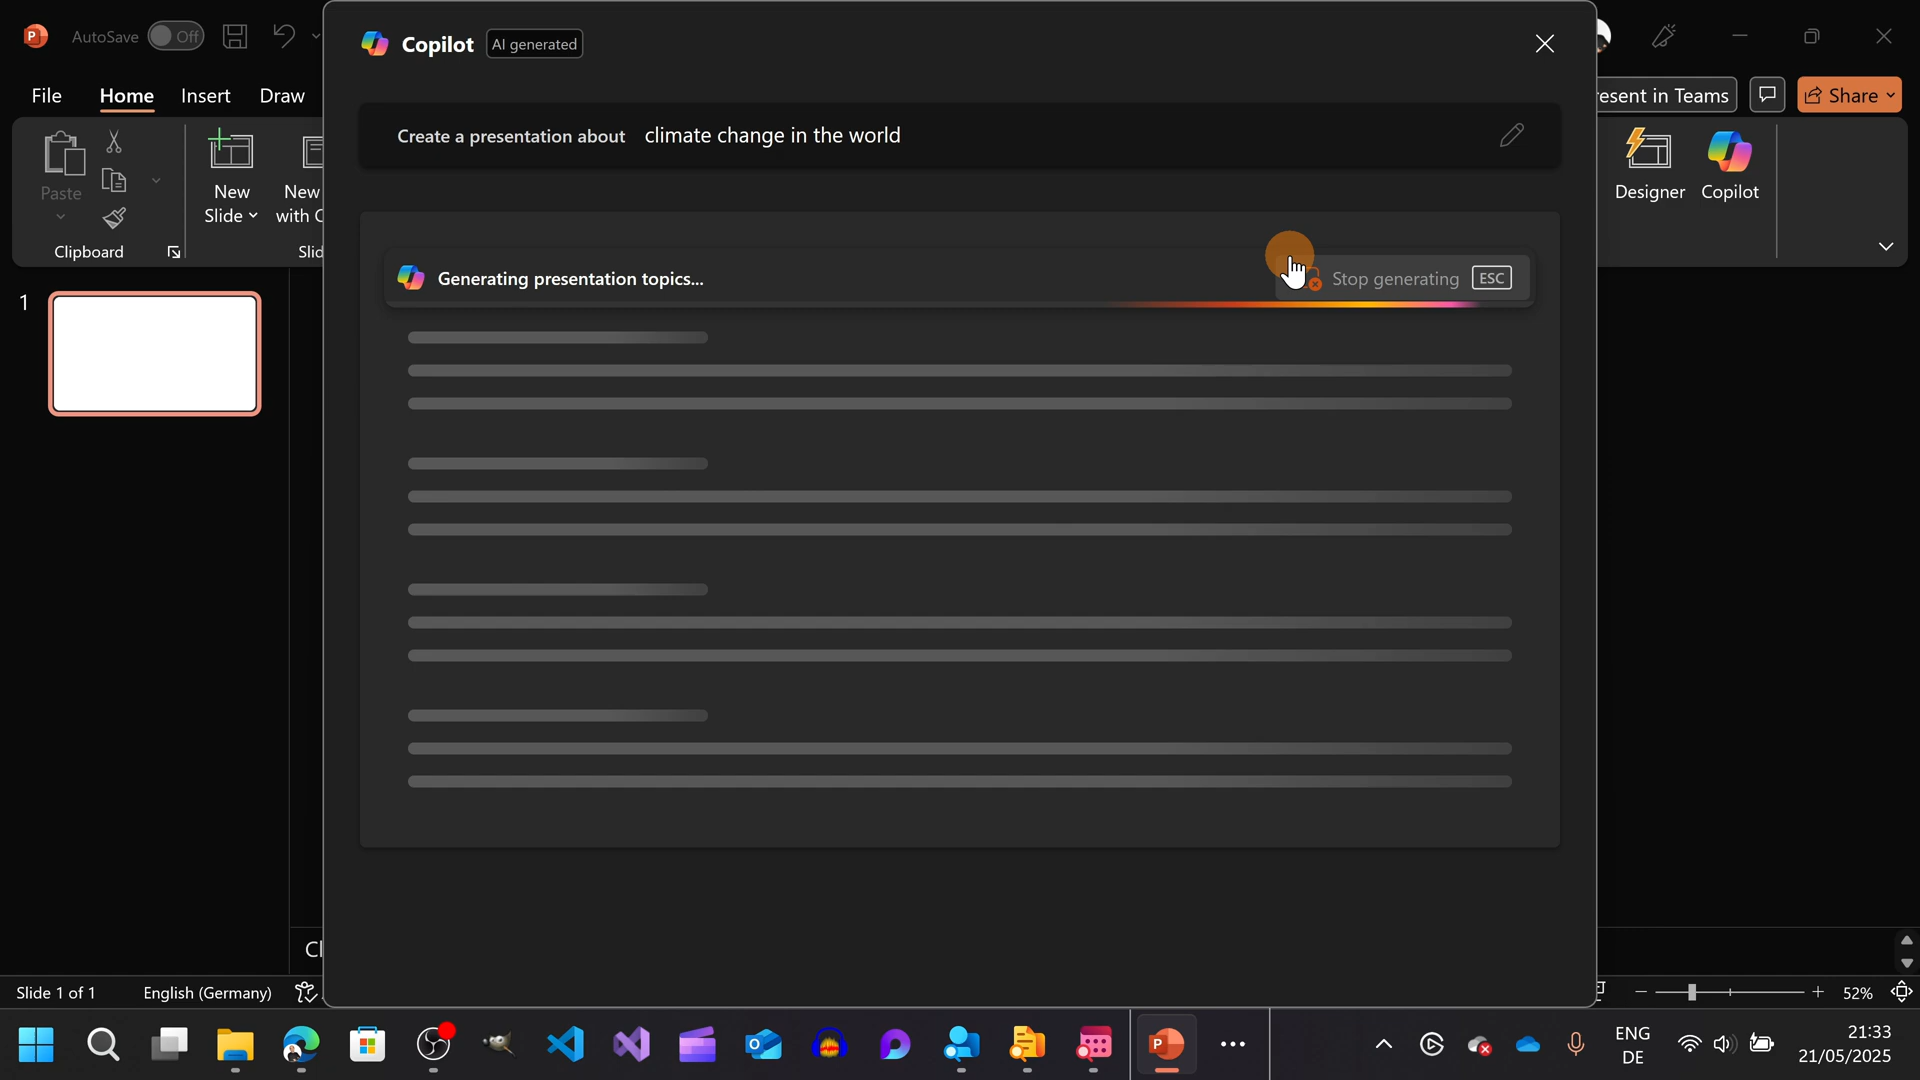 AutoSave Off
Copilot AI generated
File Home Insert Draw
Create a presentation about climate change in the world
Present in Teams Share
Paste
New Slide
New with C
Clipboard
Slid
Designer Copilot
Generating presentation topics...
Stop generating ESC
1
Cl
Slide 1 of 1 English (Germany)
52%
ENG
DE
21:33
21/05/2025